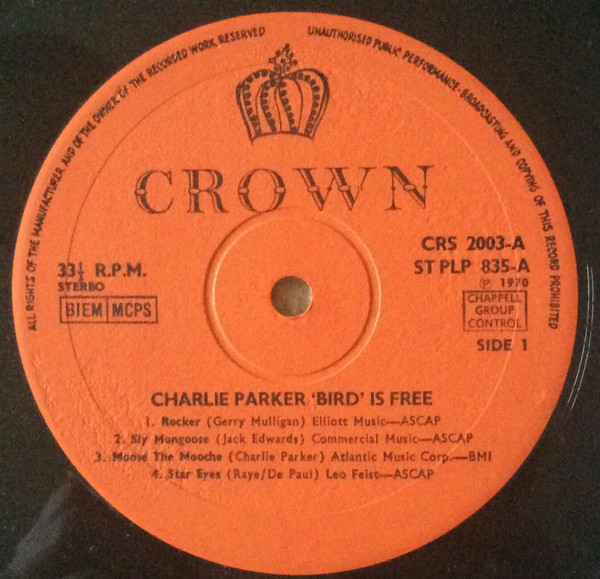 ALL RIGHTS OF THE MANUFACTURER AND OF THE OWNER OF THE RECORDED WORK RESERVED
UNAUTHORISED PUBLIC PERFORMANCE·BROADCASTING AND COPYING OF THIS RECORD PROHIBITED
CROWN
CRS 2003-A
33⅓ R.P.M.
ST PLP 835-A
STEREO
℗ 1970
BIEM MCPS
CHAPPELL
GROUP
CONTROL
SIDE 1
CHARLIE PARKER 'BIRD' IS FREE
1. Rocker (Gerry Mulligan) Elliott Music—ASCAP
2. Sly Mungoose (Jack Edwards) Commercial Music—ASCAP
3. Moose The Mooche (Charlie Parker) Atlantic Music Corp.—BMI
4. Star Eyes (Raye/De Paul) Leo Feist—ASCAP